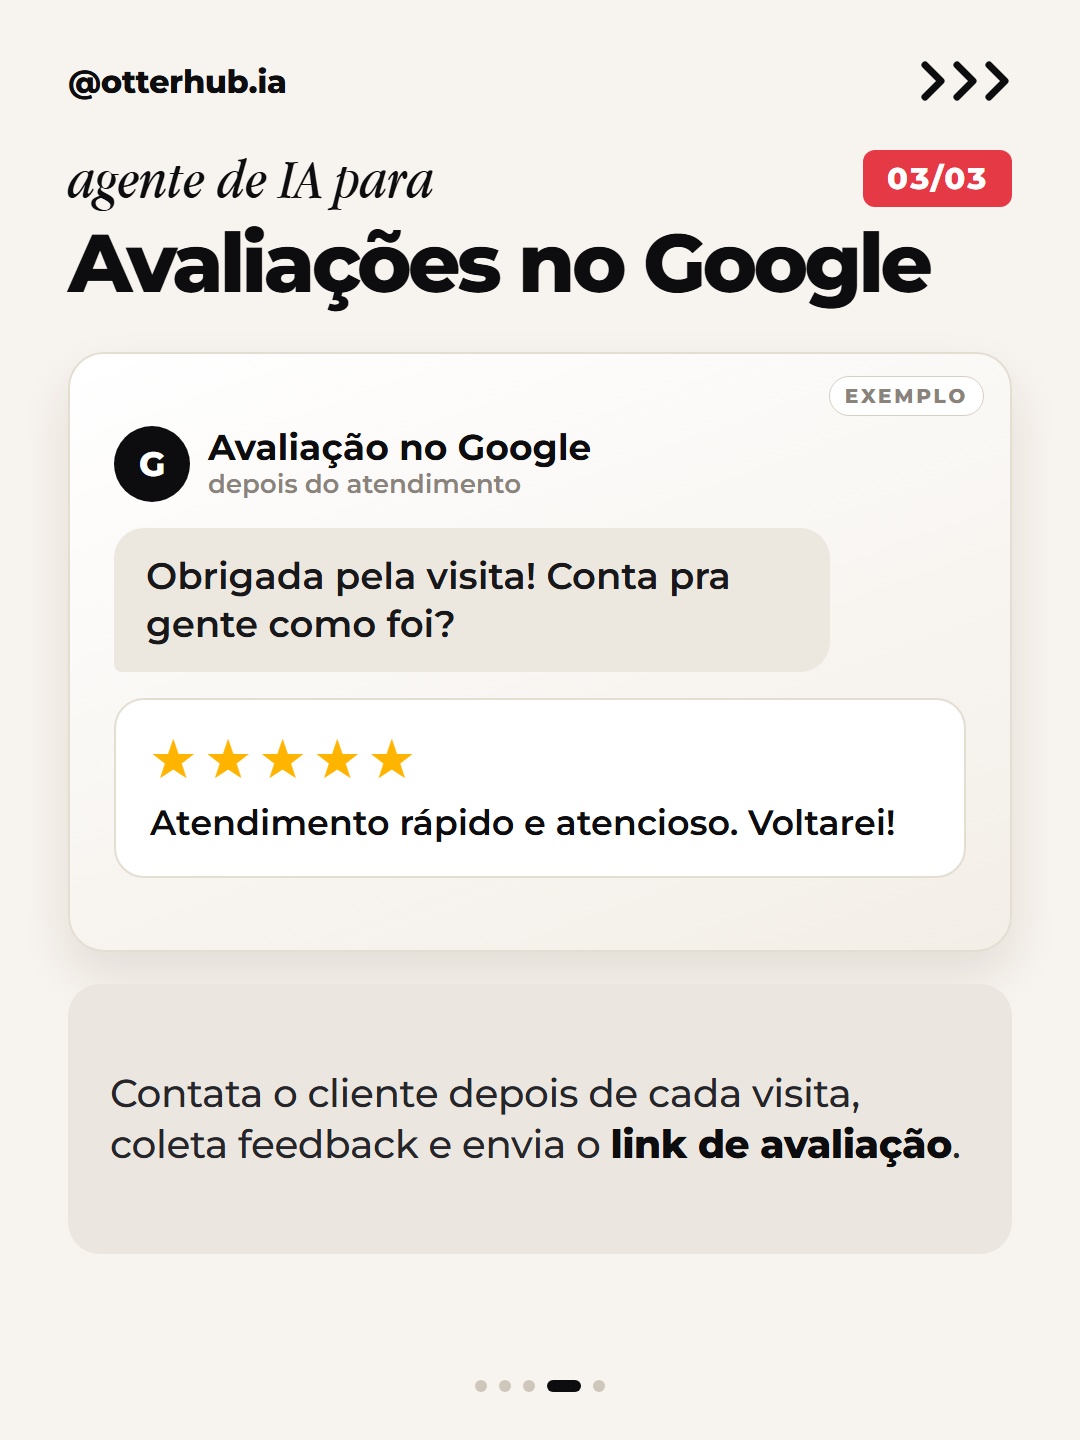 @otterhub.ia
agente de IA para
03/03
Avaliações no Google
EXEMPLO
G
Avaliação no Google
depois do atendimento
Obrigada pela visita! Conta pra
gente como foi?
Atendimento rápido e atencioso. Voltarei!
Contata o cliente depois de cada visita,
coleta feedback e envia o link de avaliação.